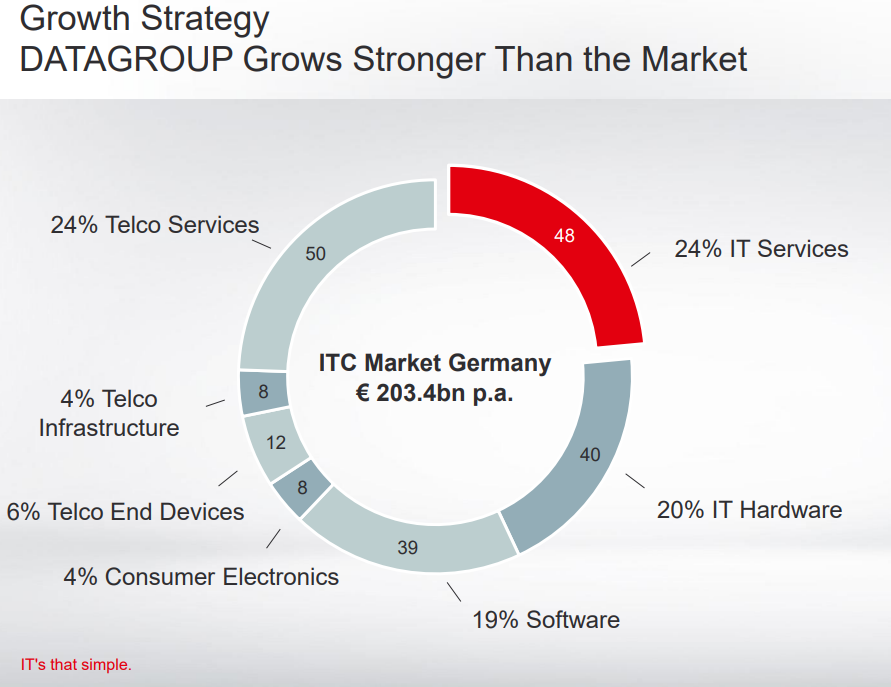 Growth Strategy
DATAGROUP Grows Stronger Than the Market
24% Telco Services
50
48
24% IT Services
ITC Market Germany
€ 203.4bn p.a.
4% Telco
Infrastructure
8
12
40
8
6% Telco End Devices
20% IT Hardware
39
4% Consumer Electronics
19% Software
IT's that simple.